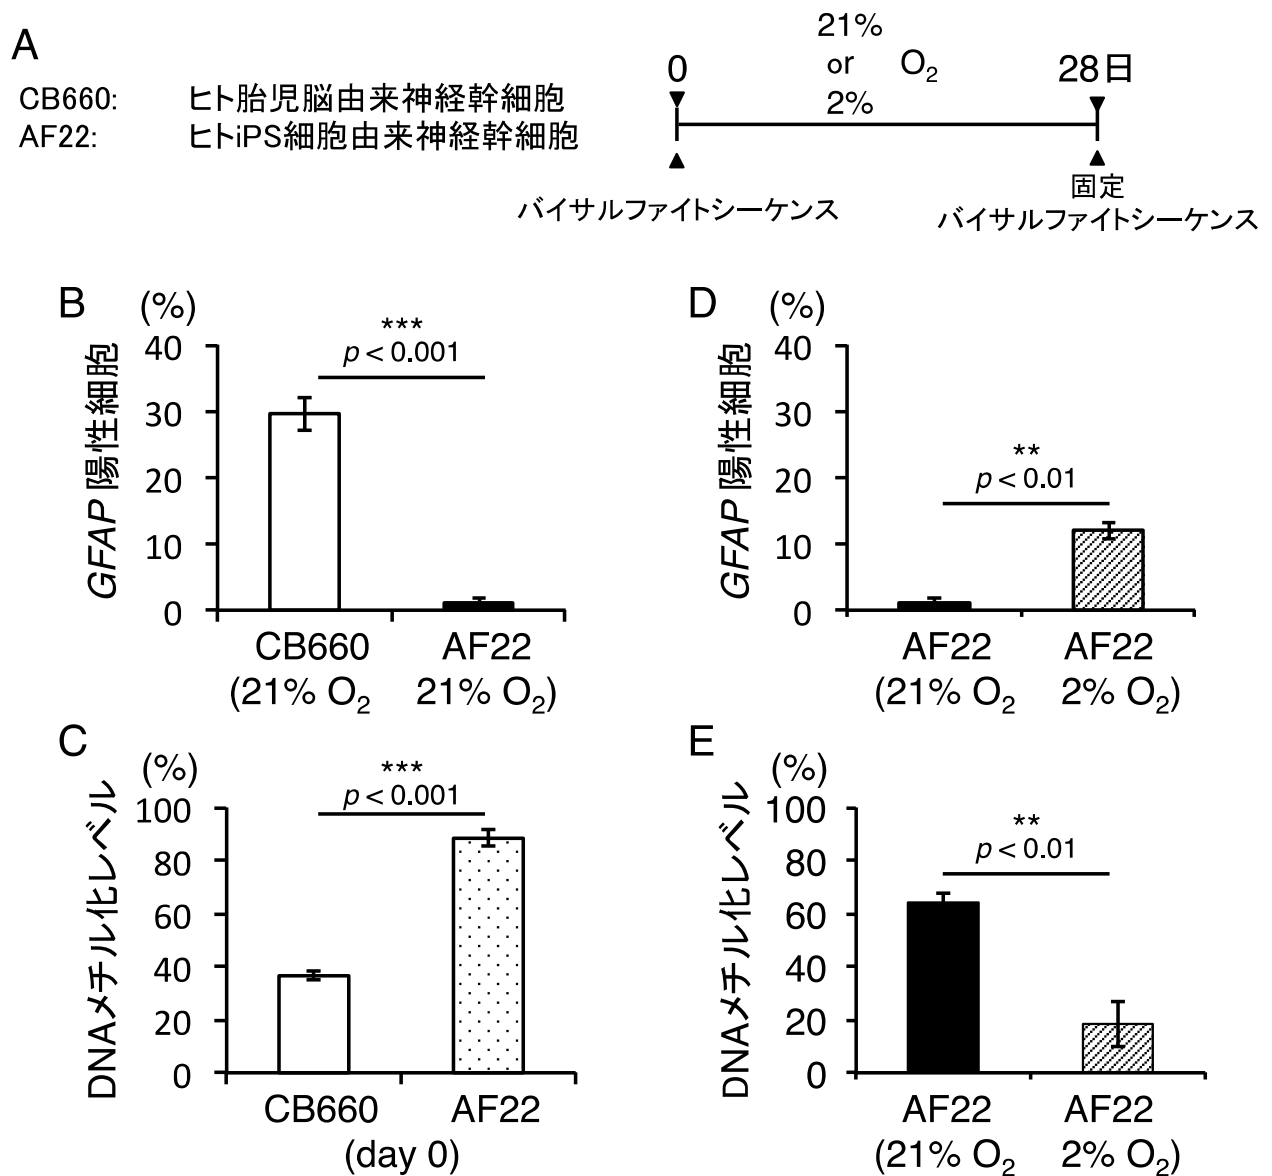 A
CB660: ヒト胎児脳由来神経幹細胞
AF22: ヒトiPS細胞由来神経幹細胞
21%
or O2
2%
0
28日
バイサルファイトシーケンス
固定
バイサルファイトシーケンス
B
(%)
GFAP 陽性細胞
40
30
20
10
0
***
p < 0.001
CB660 AF22
(21% O2 21% O2)
D
(%)
GFAP 陽性細胞
40
30
20
10
0
**
p < 0.01
AF22 AF22
(21% O2 2% O2)
C
(%)
DNAメチル化レベル
100
80
60
40
20
0
***
p < 0.001
CB660 AF22
(day 0)
E
(%)
DNAメチル化レベル
100
80
60
40
20
0
**
p < 0.01
AF22 AF22
(21% O2 2% O2)